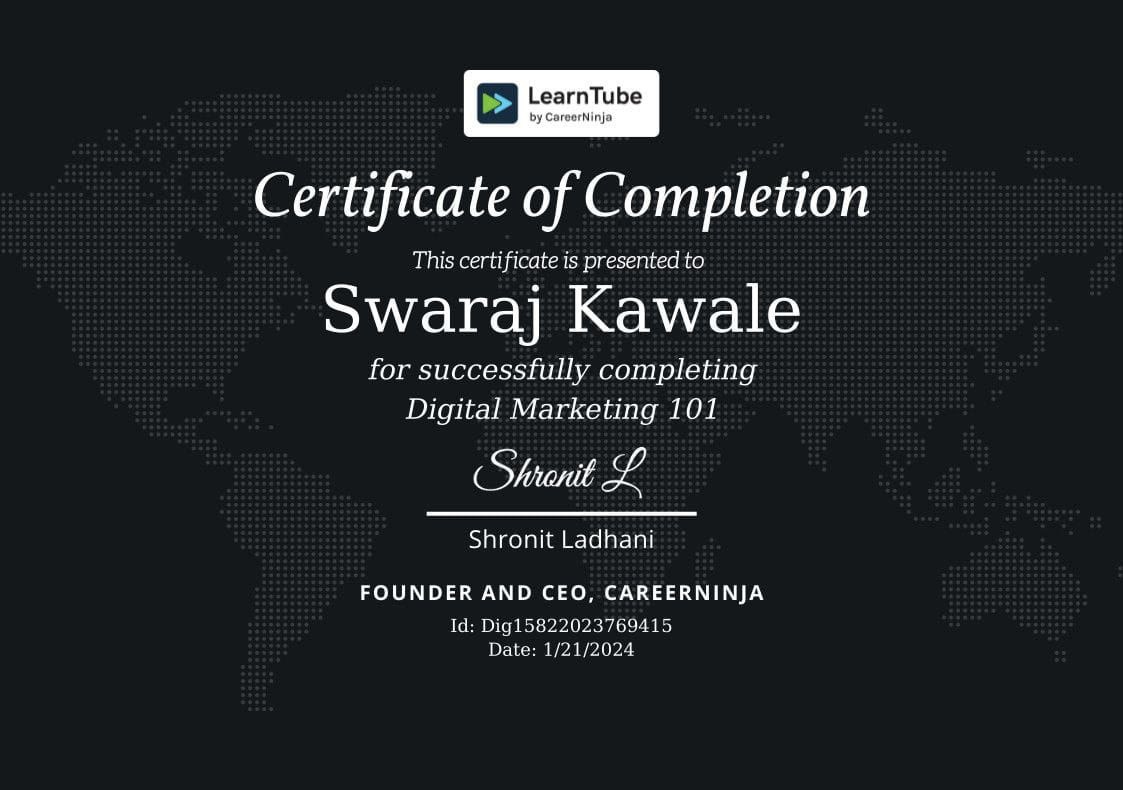 LearnTube
by CareerNinja
Certificate of Completion
This certificate is presented to
Swaraj Kawale
for successfully completing
Digital Marketing 101
Shronit L
Shronit Ladhani
FOUNDER AND CEO, CAREERNINJA
Id: Dig15822023769415
Date: 1/21/2024